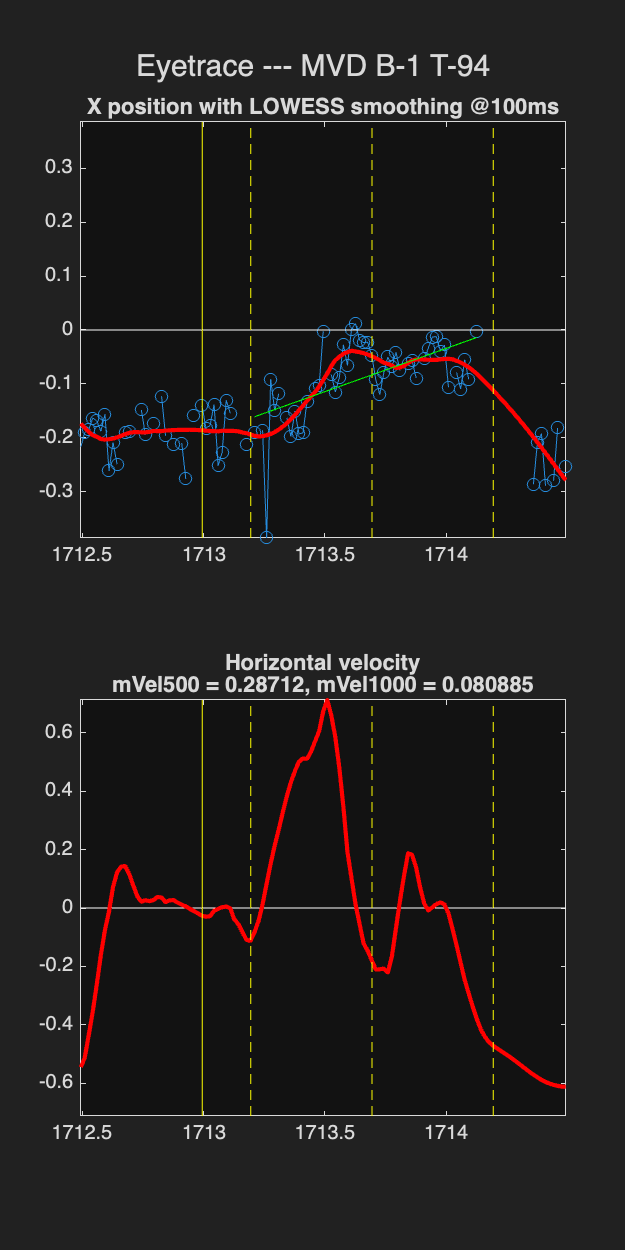 Eyetrace --- MVD B-1 T-94
X position with LOWESS smoothing @100ms
0.3
0.2
0.1
0
-0.1
-0.2
-0.3
1712.5 1713 1713.5 1714
Horizontal velocity
mVel500 = 0.28712, mVel1000 = 0.080885
0.6
0.4
0.2
0
-0.2
-0.4
-0.6
1712.5 1713 1713.5 1714